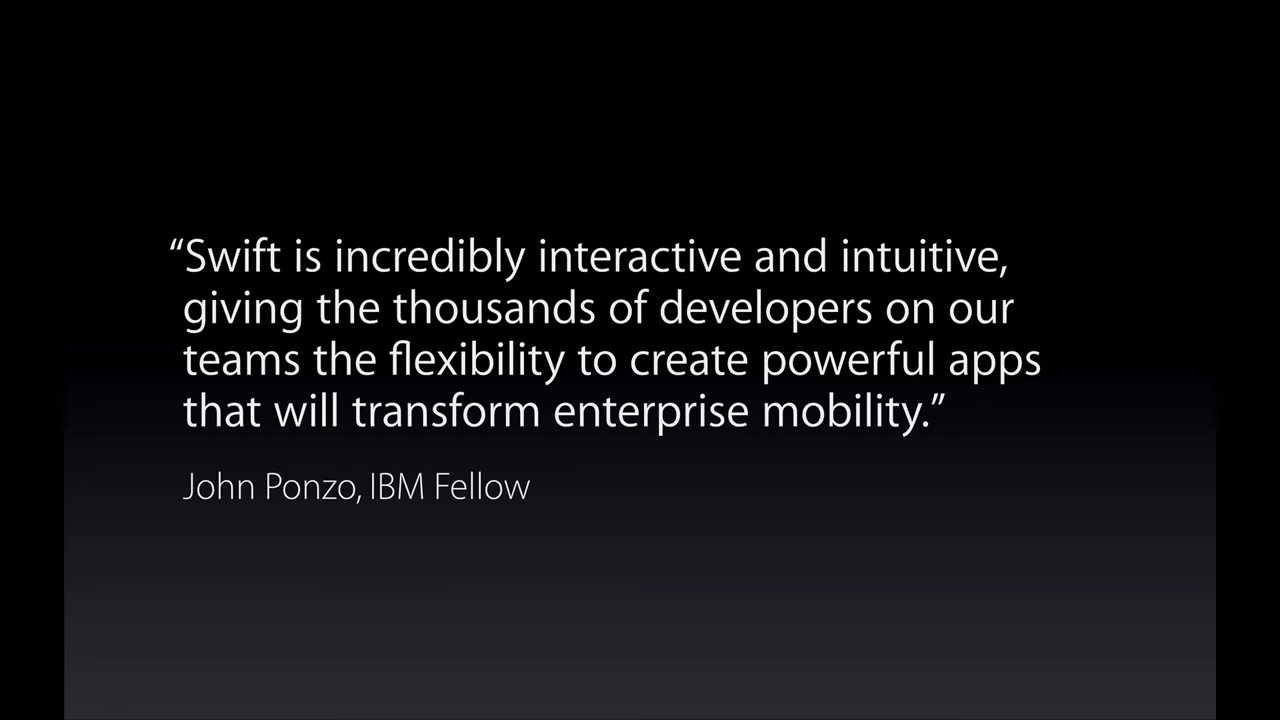 “Swift is incredibly interactive and intuitive,
giving the thousands of developers on our
teams the flexibility to create powerful apps
that will transform enterprise mobility.”
John Ponzo, IBM Fellow